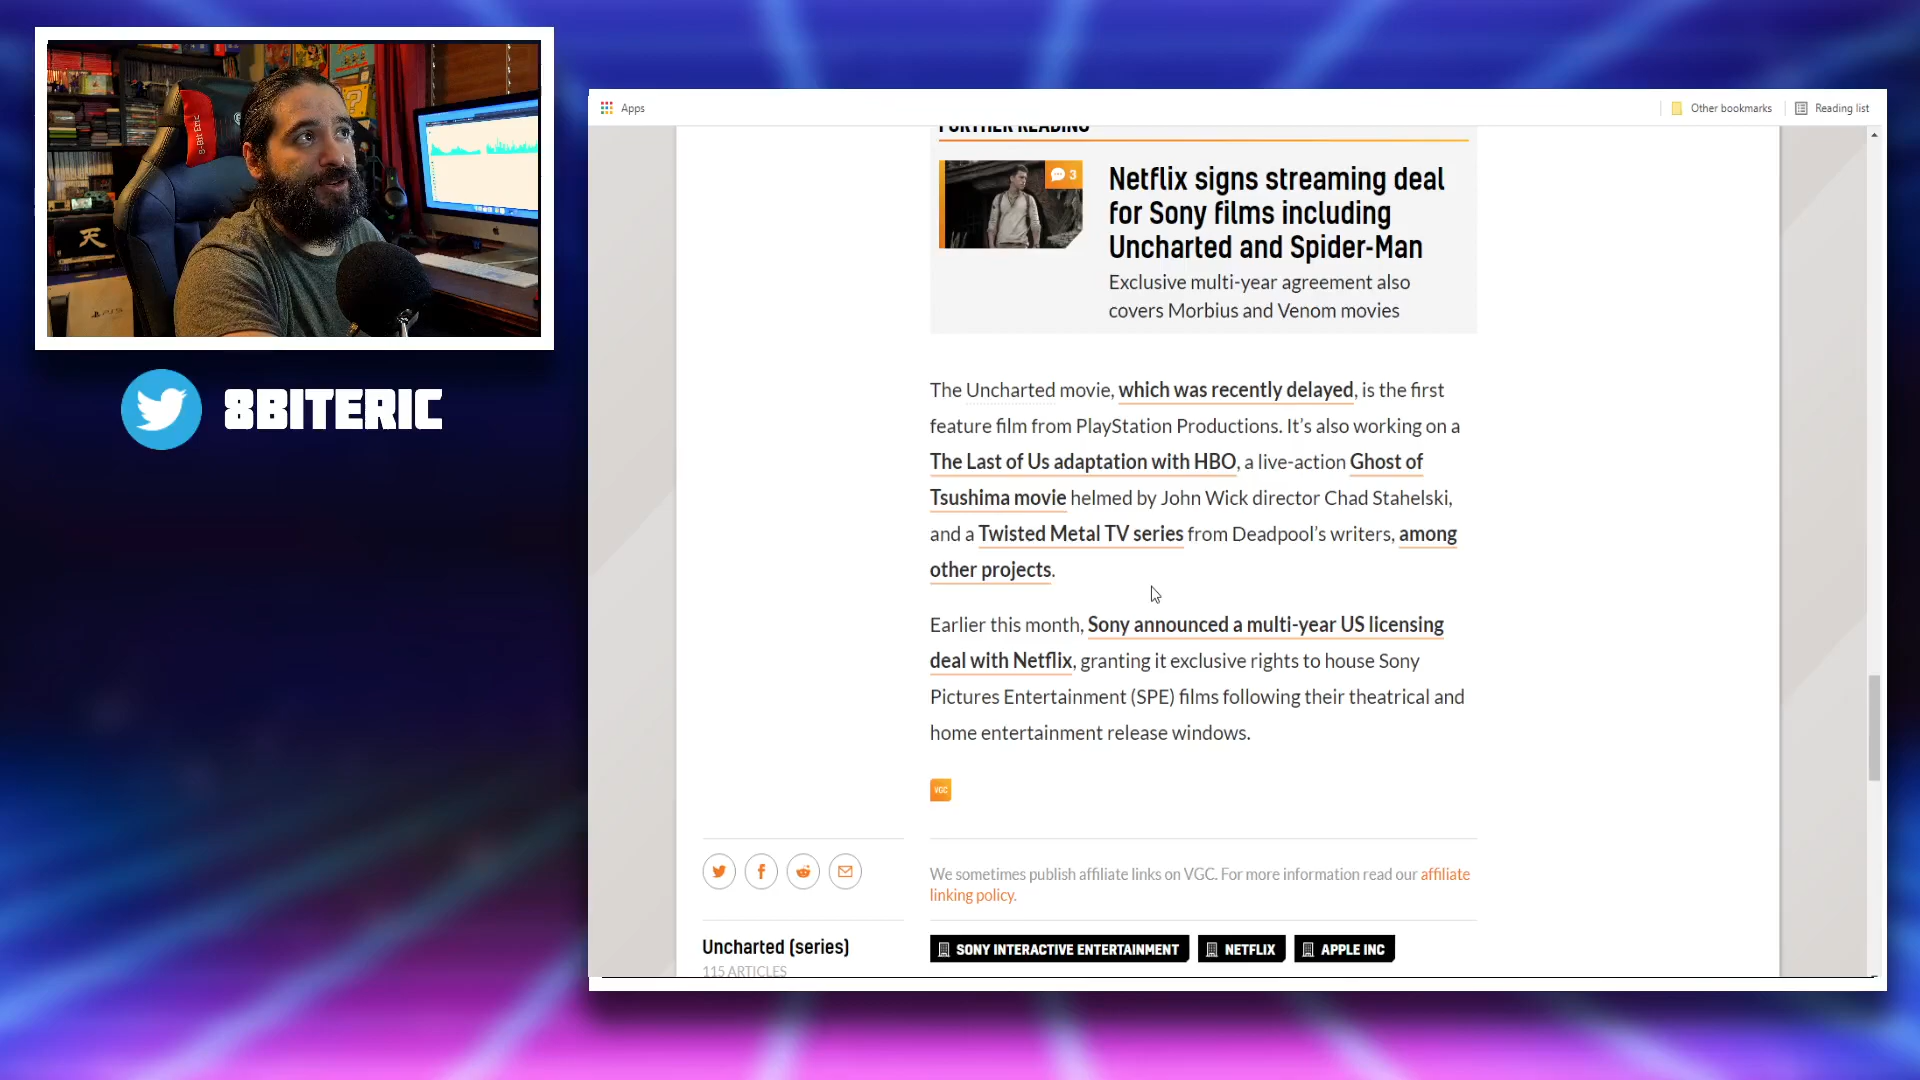 8-Bit Eric
天
PS5
8BITERIC
Apps
Other bookmarks
Reading list
FURTHER READING
3
Netflix signs streaming deal
for Sony films including
Uncharted and Spider-Man
Exclusive multi-year agreement also
covers Morbius and Venom movies
The Uncharted movie, which was recently delayed, is the first
feature film from PlayStation Productions. It’s also working on a
The Last of Us adaptation with HBO, a live-action Ghost of
Tsushima movie helmed by John Wick director Chad Stahelski,
and a Twisted Metal TV series from Deadpool’s writers, among
other projects.
Earlier this month, Sony announced a multi-year US licensing
deal with Netflix, granting it exclusive rights to house Sony
Pictures Entertainment (SPE) films following their theatrical and
home entertainment release windows.
VGC
We sometimes publish affiliate links on VGC. For more information read our affiliate
linking policy.
Uncharted (series)
115 ARTICLES
SONY INTERACTIVE ENTERTAINMENT
NETFLIX
APPLE INC